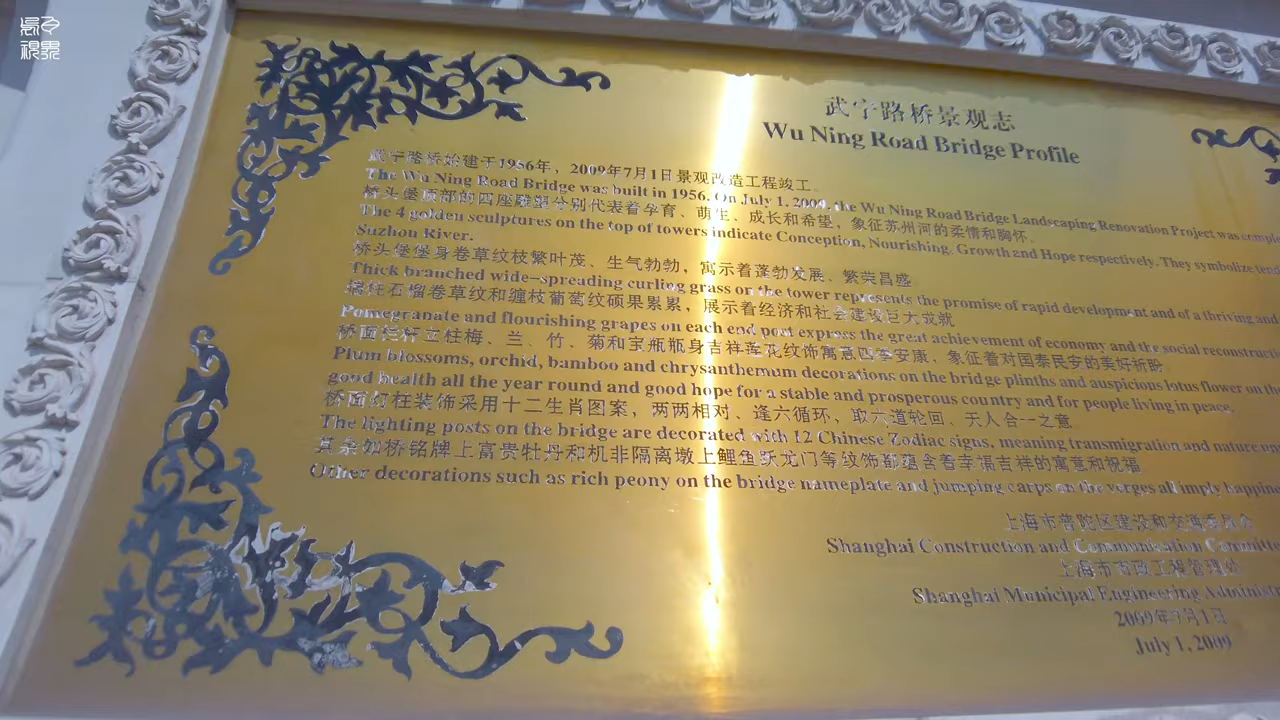 長人
視界
武宁路桥景观志
Wu Ning Road Bridge Profile
武宁路桥始建于1956年，2009年7月1日景观改造工程竣工。
The Wu Ning Road Bridge was built in 1956. On July 1, 2009, the Wu Ning Road Bridge Landscaping Renovation Project was comple
桥头堡顶部的四座雕塑分别代表着孕育、萌生、成长和希望，象征苏州河的柔情和胸怀。
The 4 golden sculptures on the top of towers indicate Conception, Nourishing, Growth and Hope respectively. They symbolize tend
Suzhou River.
桥头堡堡身卷草纹枝繁叶茂、生气勃勃，寓示着蓬勃发展、繁荣昌盛。
Thick branched wide-spreading curling grass on the tower represents the promise of rapid development and of a thriving and
端柱石榴卷草纹和缠枝葡萄纹硕果累累，展示着经济和社会建设巨大成就
Pomegranate and flourishing grapes on each end post express the great achievement of economy and the social reconstructi
桥面栏杆立柱梅、兰、竹、菊和宝瓶瓶身吉祥莲花纹饰寓意四季安康，象征着对国泰民安的美好祈盼。
Plum blossoms, orchid, bamboo and chrysanthemum decorations on the bridge plinths and auspicious lotus flower on th
good health all the year round and good hope for a stable and prosperous country and for people living in peace.
桥面灯柱装饰采用十二生肖图案，两两相对、逢六循环，取六道轮回、天人合一之意
The lighting posts on the bridge are decorated with 12 Chinese Zodiac signs, meaning transmigration and nature on
其余如桥铭牌上富贵牡丹和机非隔离墩上鲤鱼跃龙门等纹饰都蕴含着幸福吉祥的寓意和祝福
Other decorations such as rich peony on the bridge nameplate and jumping carps on the verges all imply happine
上海市普陀区建设和交通委员会
Shanghai Construction and Communication Committe
上海市市政工程管理处
Shanghai Municipal Engineering Administr
2009年7月1日
July 1, 2009